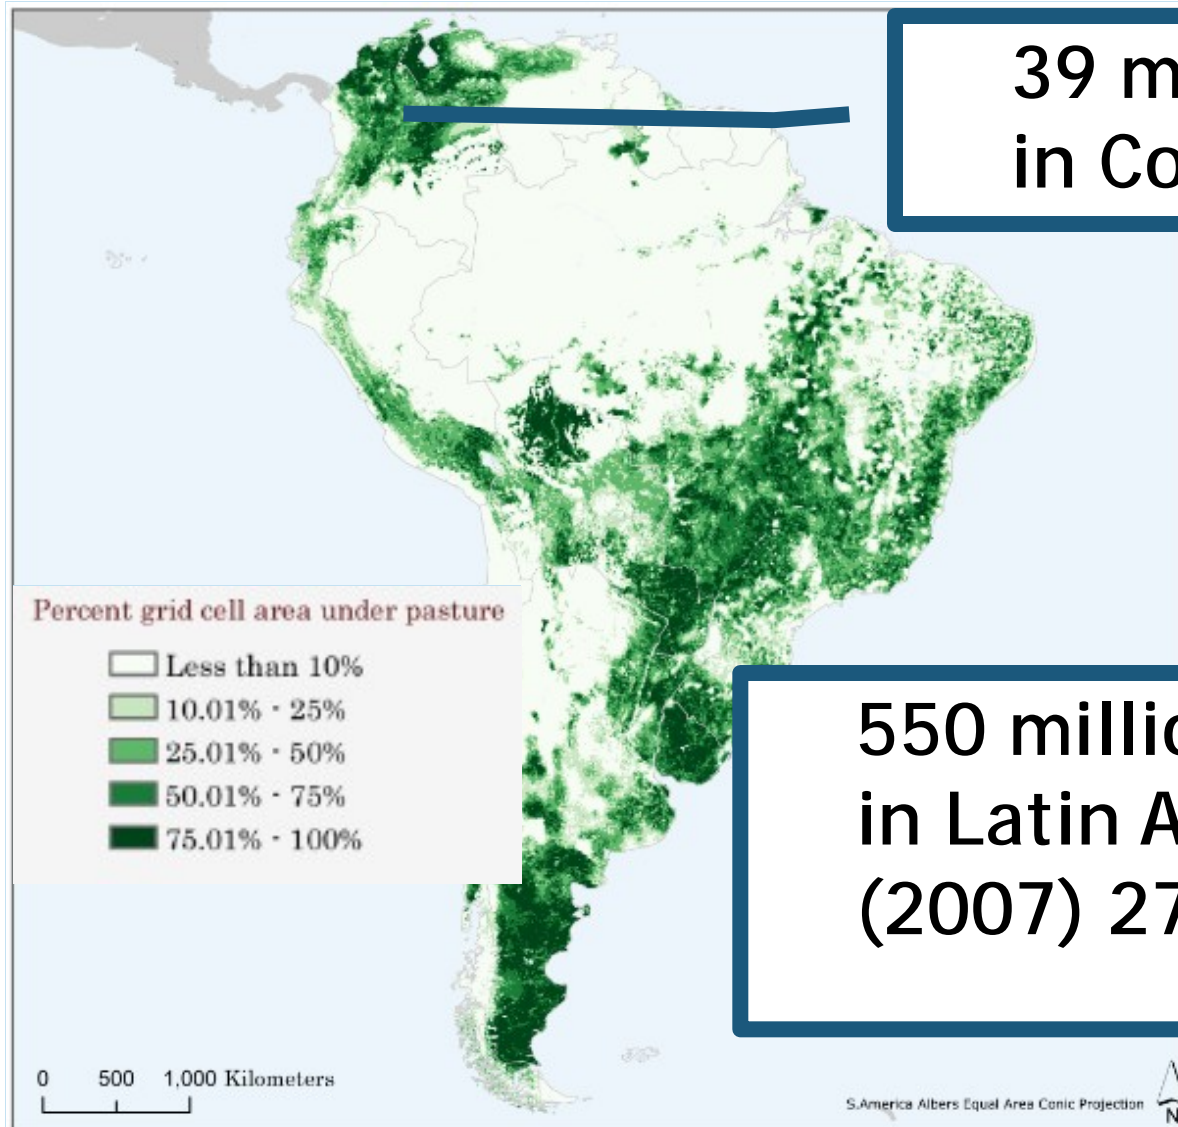 39 m
in Co
Percent grid cell area under pasture
Less than 10%
10.01% - 25%
25.01% - 50%
50.01% - 75%
75.01% - 100%
550 millio
in Latin A
(2007) 27
0 500 1,000 Kilometers
S.America Albers Equal Area Conic Projection
N